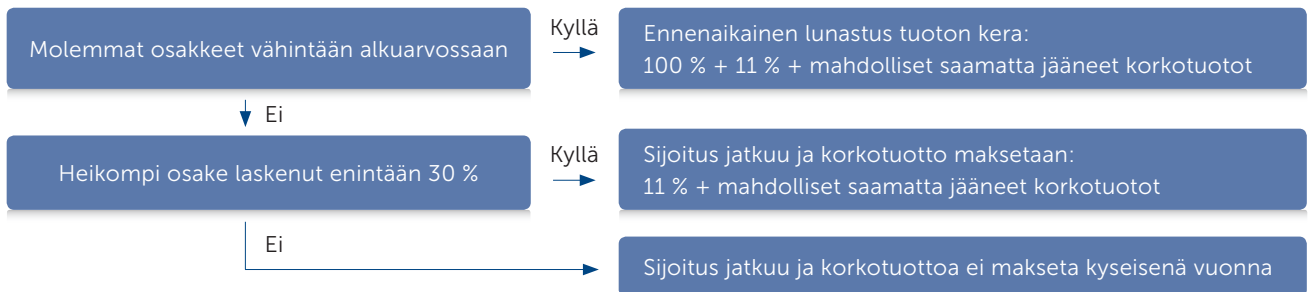 Molemmat osakkeet vähintään alkuarvossaan
Kyllä
Ennenaikainen lunastus tuoton kera:
100 % + 11 % + mahdolliset saamatta jääneet korkotuotot
Ei
Heikompi osake laskenut enintään 30 %
Kyllä
Sijoitus jatkuu ja korkotuotto maksetaan:
11 % + mahdolliset saamatta jääneet korkotuotot
Ei
Sijoitus jatkuu ja korkotuottoa ei makseta kyseisenä vuonna